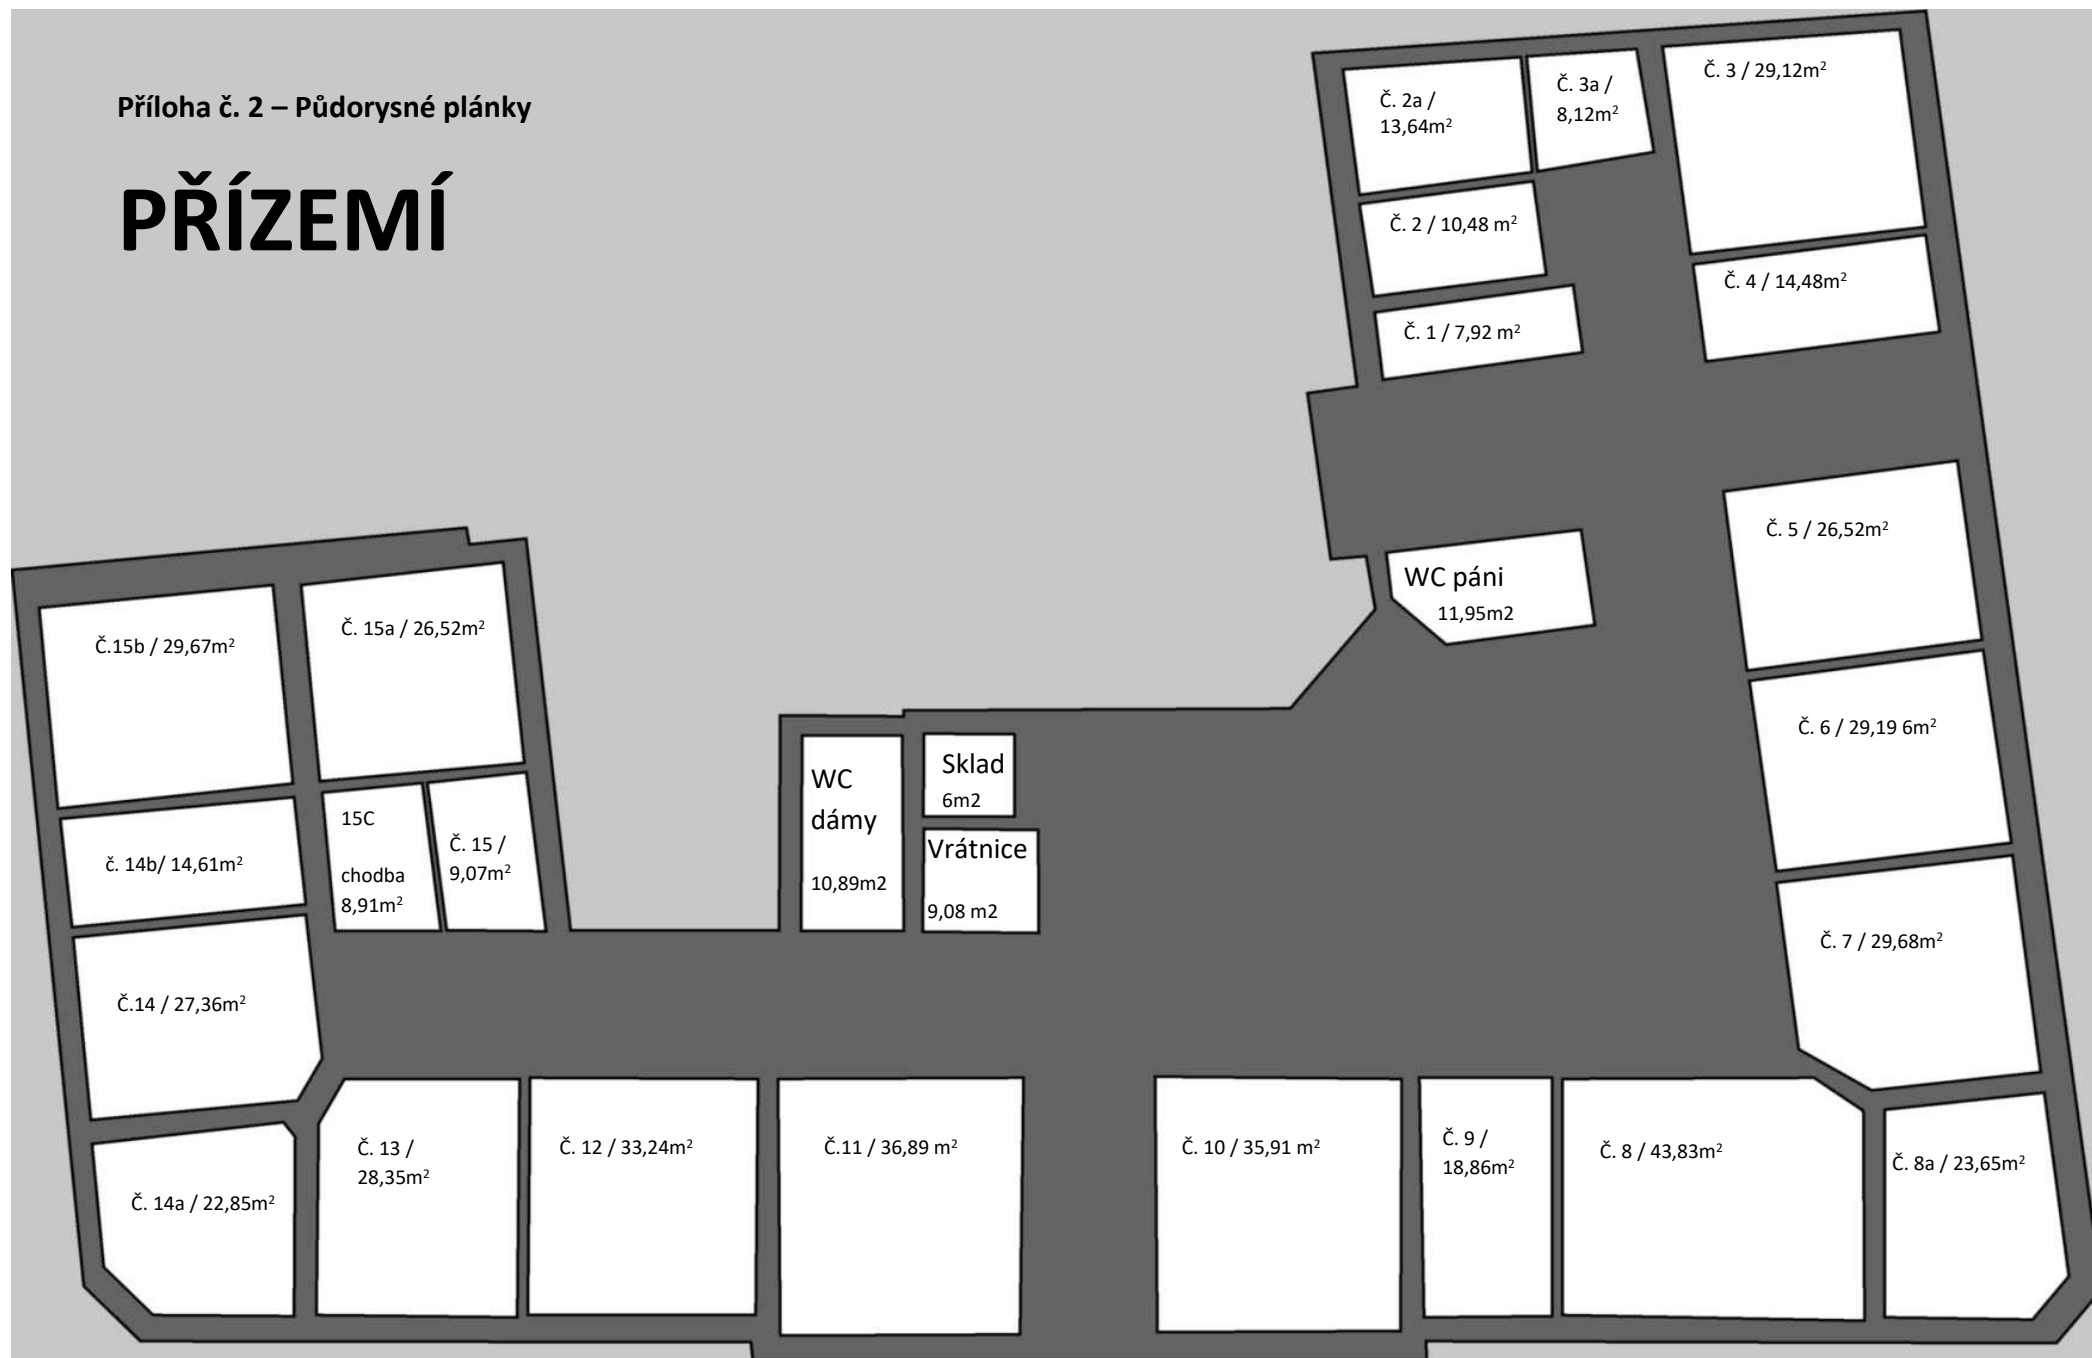 Příloha č. 2 – Půdorysné plánky
PŘÍZEMÍ
Č. 2a /
13,64m²
Č. 3a /
8,12m²
Č. 3 / 29,12m²
Č. 2 / 10,48 m²
Č. 4 / 14,48m²
Č. 1 / 7,92 m²
Č. 5 / 26,52m²
WC páni
11,95m2
Č.15b / 29,67m²
Č. 15a / 26,52m²
Č. 6 / 29,19 6m²
WC
dámy
10,89m2
Sklad
6m2
Vrátnice
9,08 m2
15C
chodba
8,91m²
Č. 15 /
9,07m²
č. 14b/ 14,61m²
Č. 7 / 29,68m²
Č.14 / 27,36m²
Č. 14a / 22,85m²
Č. 13 /
28,35m²
Č. 12 / 33,24m²
Č.11 / 36,89 m²
Č. 10 / 35,91 m²
Č. 9 /
18,86m²
Č. 8 / 43,83m²
Č. 8a / 23,65m²